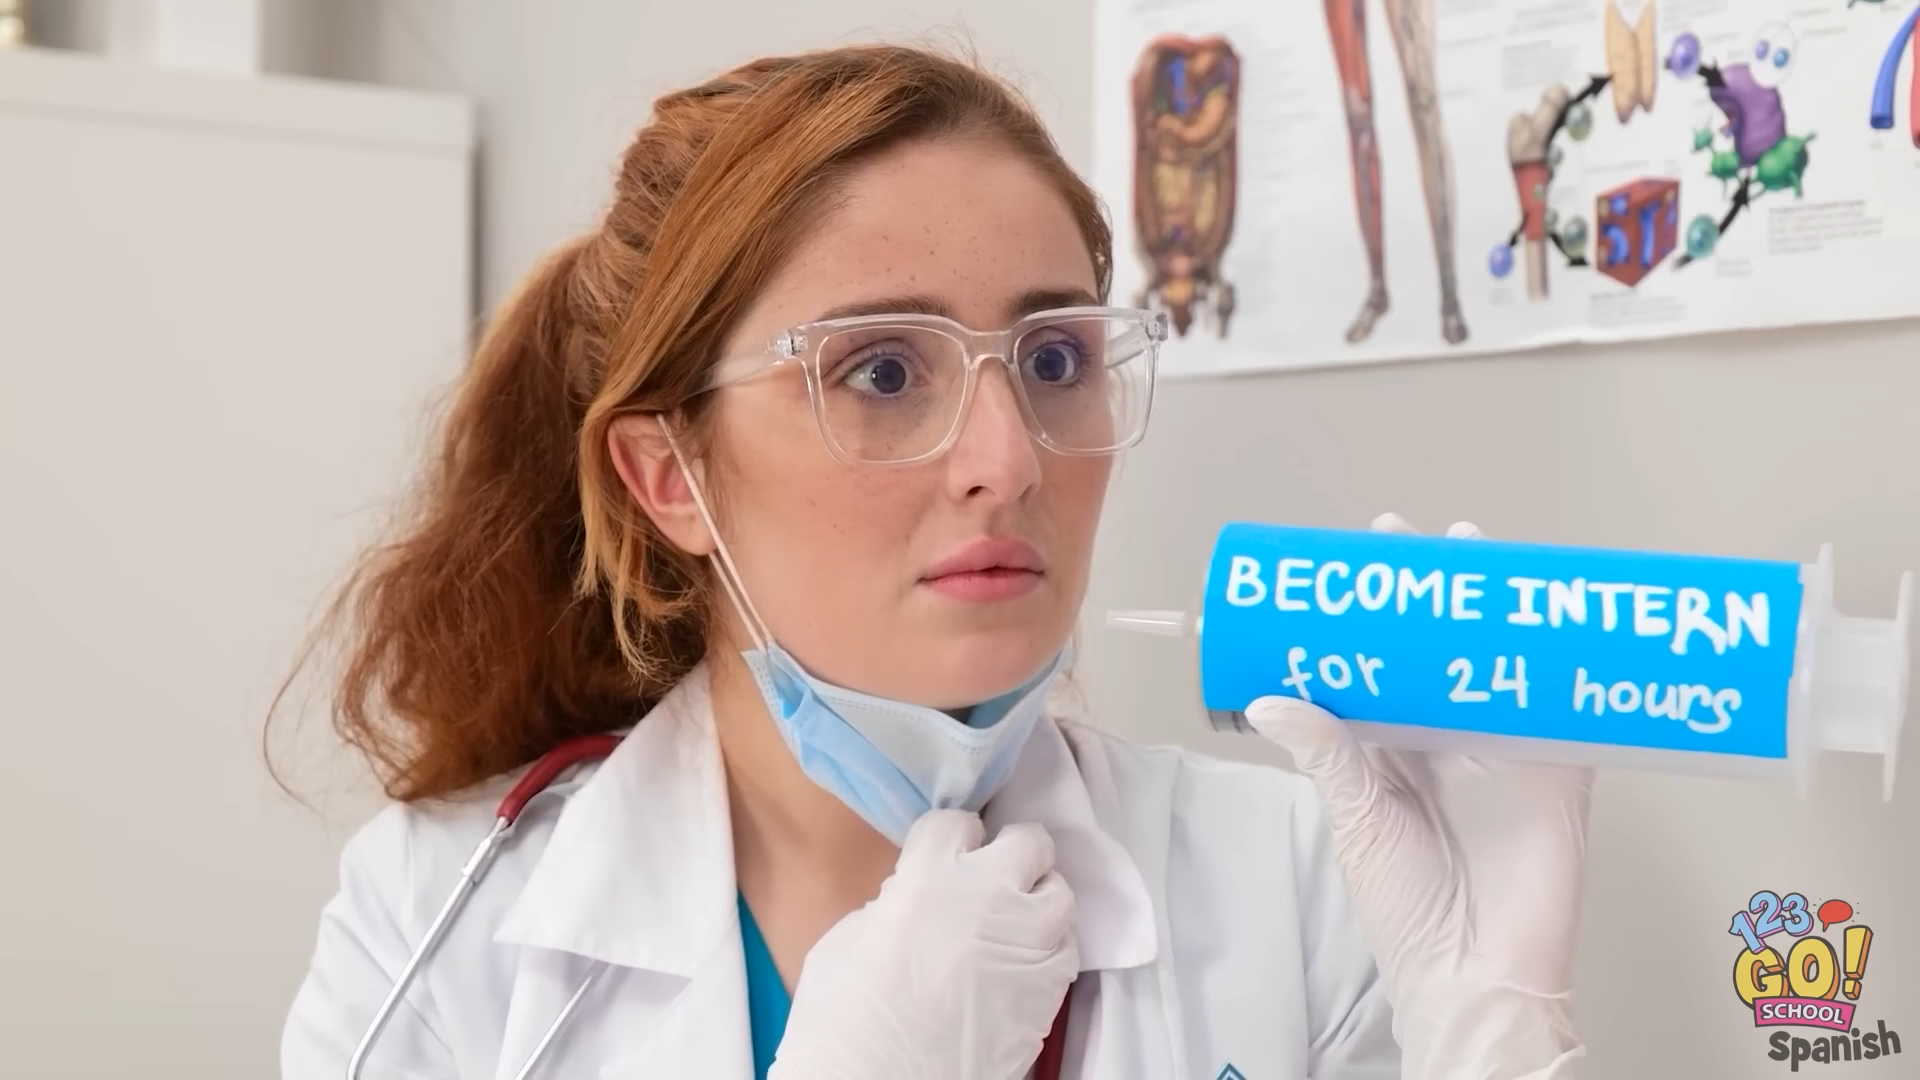 BECOME INTERN
for 24 hours
123
GO!
SCHOOL
Spanish